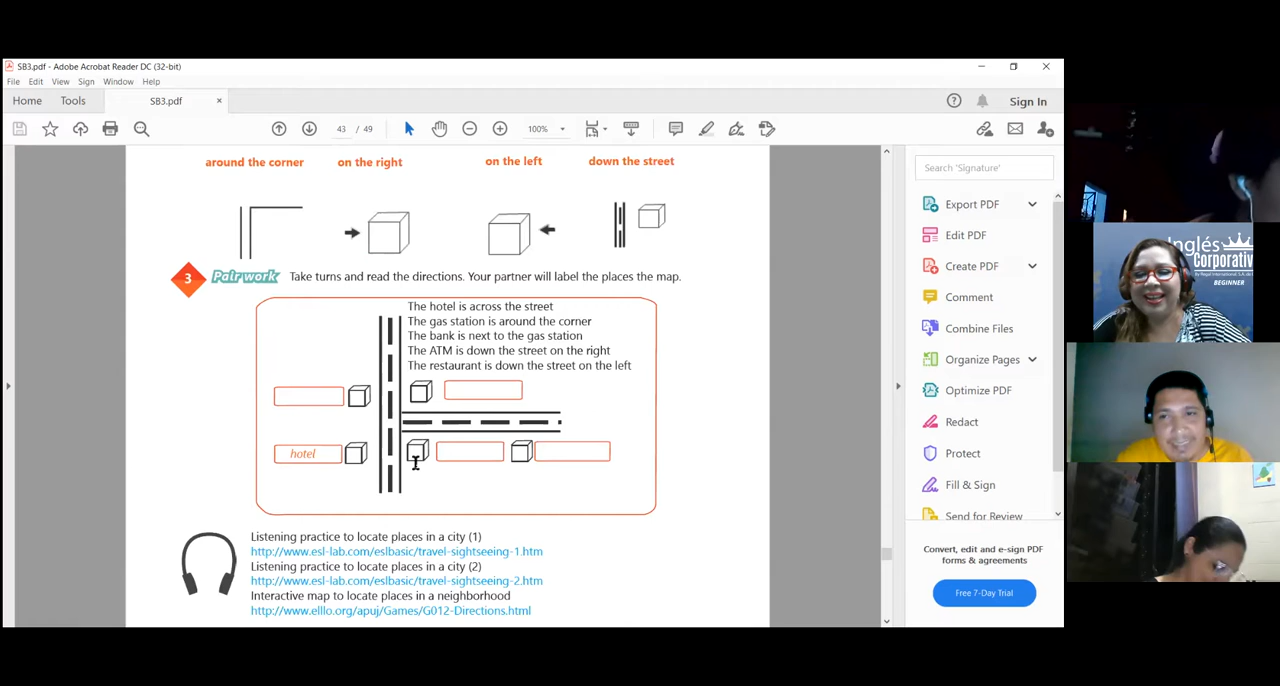 SB3.pdf - Adobe Acrobat Reader DC (32-bit)
File Edit View Sign Window Help
Home Tools SB3.pdf × Sign In
43 / 49 100%
around the corner on the right on the left down the street
3 Pair work Take turns and read the directions. Your partner will label the places the map.
The hotel is across the street
The gas station is around the corner
The bank is next to the gas station
The ATM is down the street on the right
The restaurant is down the street on the left
hotel
Listening practice to locate places in a city (1)
http://www.esl-lab.com/eslbasic/travel-sightseeing-1.htm
Listening practice to locate places in a city (2)
http://www.esl-lab.com/eslbasic/travel-sightseeing-2.htm
Interactive map to locate places in a neighborhood
http://www.elllo.org/apuj/Games/G012-Directions.html
Search 'Signature'
Export PDF
Edit PDF
Create PDF
Comment
Combine Files
Organize Pages
Optimize PDF
Redact
Protect
Fill & Sign
Send for Review
Convert, edit and e-sign PDF
forms & agreements
Free 7-Day Trial
Inglés
Corporativ
BEGINNER